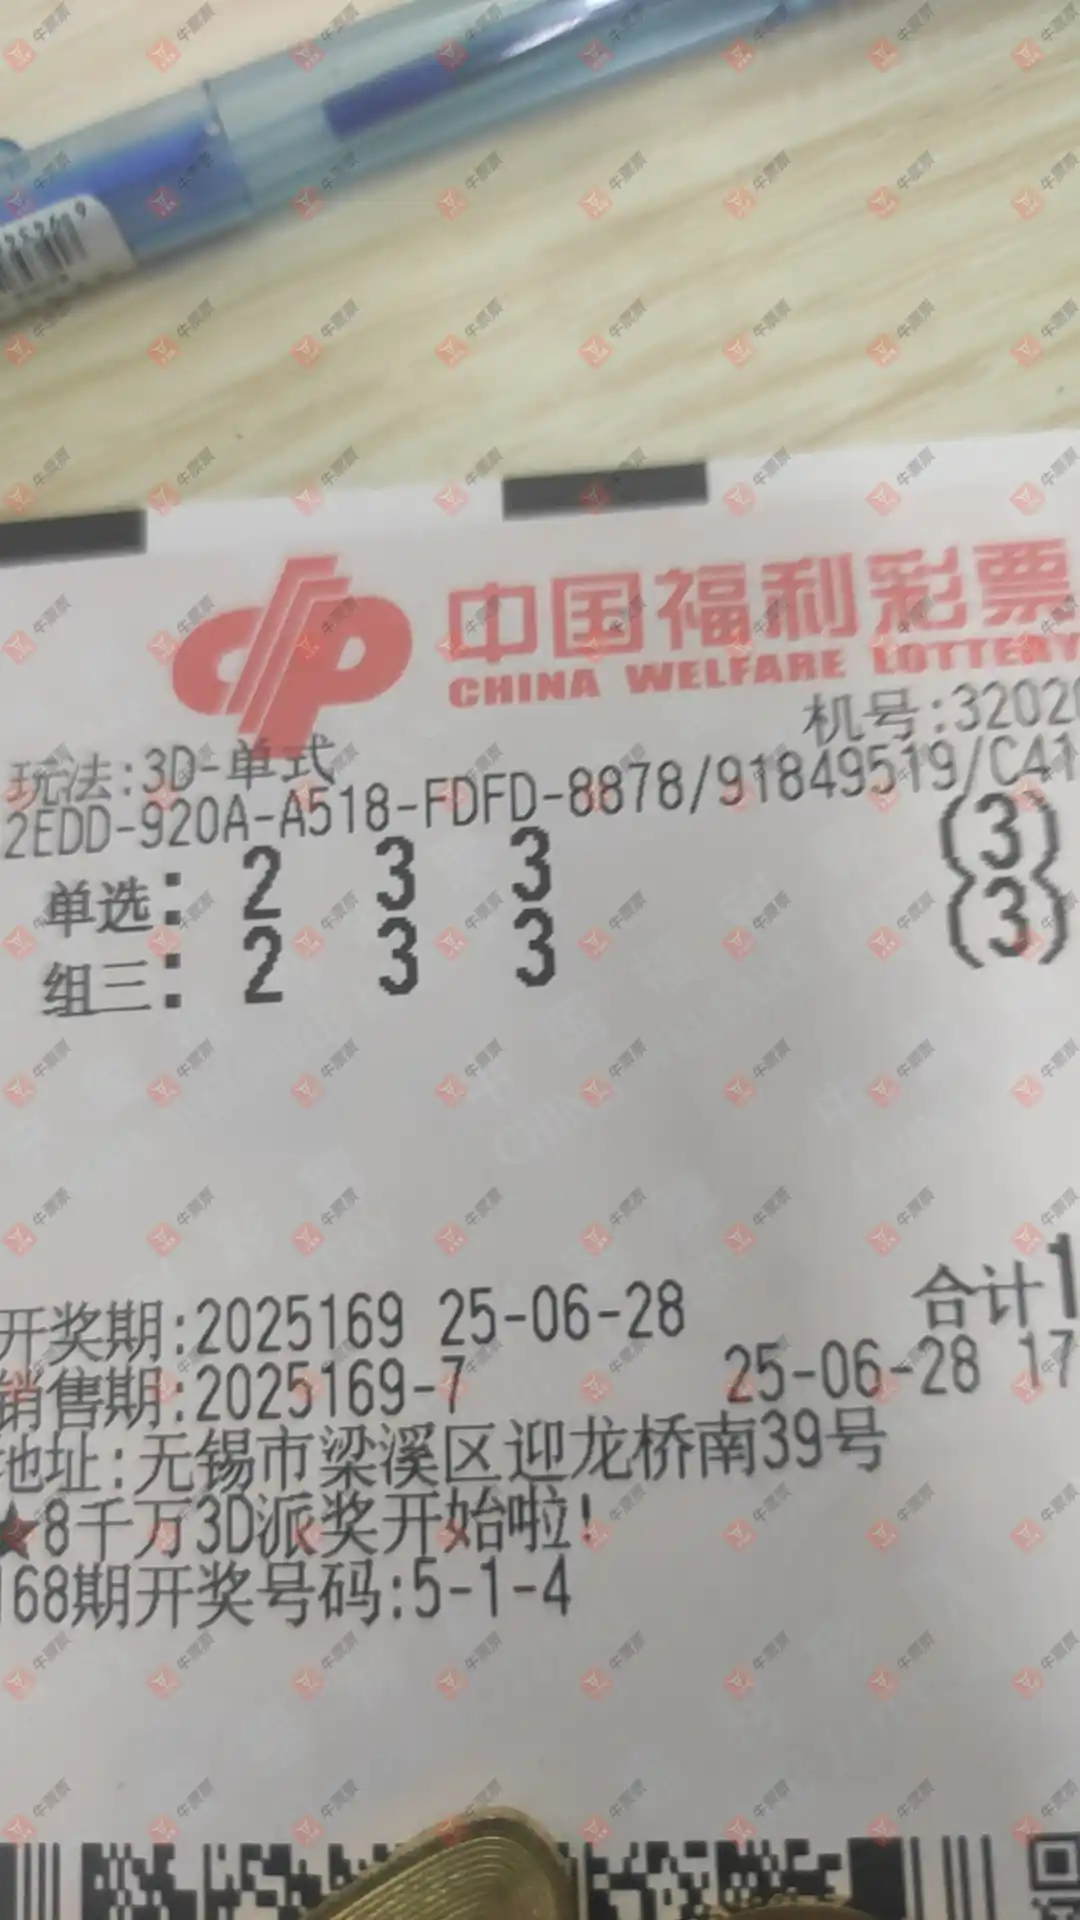 中国福利彩票
CHINA WELFARE LOTTERY
机号:3202
玩法:3D-单式
2EDD-920A-A518-FDFD-8878/91849519/C41
单选: 2 3 3 (3)
组三: 2 3 3 (3)
合计1
开奖期:2025169 25-06-28
销售期:2025169-7 25-06-28 17
地址:无锡市梁溪区迎龙桥南39号
★8千万3D派奖开始啦!
168期开奖号码:5-1-4
牛票票